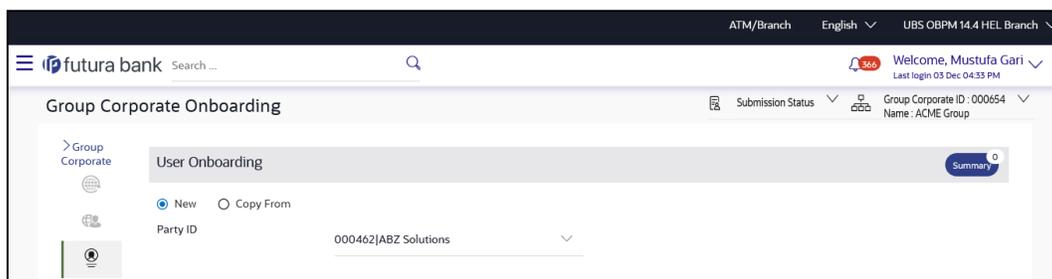 ATM/Branch English UBS OBPM 14.4 HEL Branch
futura bank Search ... 366 Welcome, Mustufa Gari
Last login 03 Dec 04:33 PM
Group Corporate Onboarding Submission Status Group Corporate ID : 000654
Name : ACME Group
Group
Corporate
User Onboarding Summary 0
New Copy From
Party ID
000462|ABZ Solutions